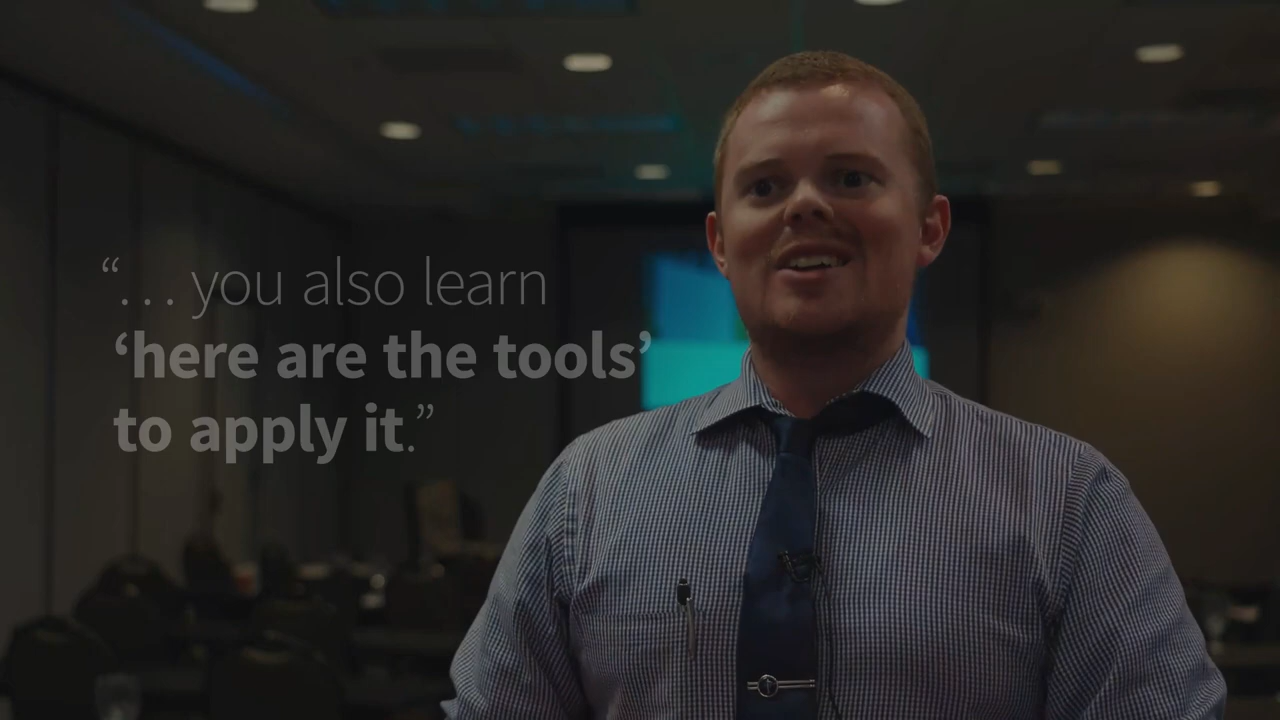 “… you also learn
‘here are the tools’
to apply it.”